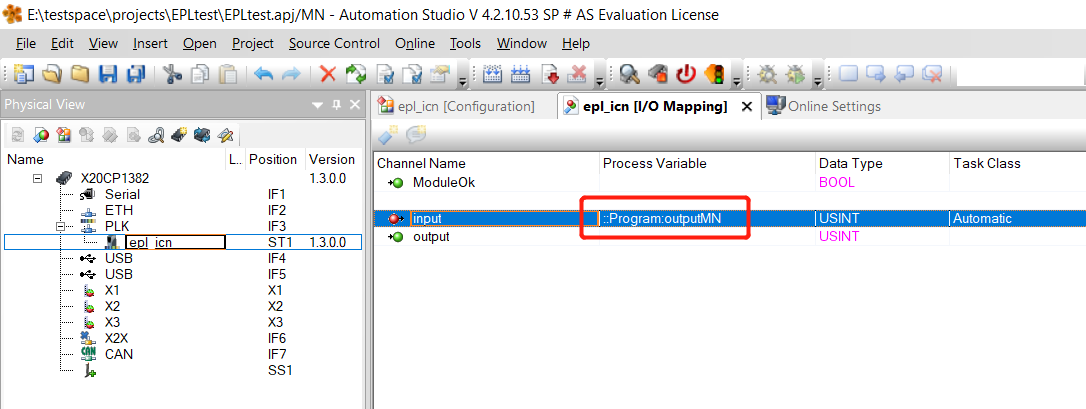 E:\testspace\projects\EPLtest\EPLtest.apj/MN - Automation Studio V 4.2.10.53 SP # AS Evaluation License
File Edit View Insert Open Project Source Control Online Tools Window Help
Physical View
epl_icn [Configuration] epl_icn [I/O Mapping] Online Settings
Name L.. Position Version
X20CP1382 1.3.0.0
Serial IF1
ETH IF2
PLK IF3
epl_icn ST1 1.3.0.0
USB IF4
USB IF5
X1 X1
X2 X2
X3 X3
X2X IF6
CAN CAN IF7
SS1
Channel Name Process Variable Data Type Task Class
ModuleOk BOOL
input ::Program:outputMN USINT Automatic
output USINT